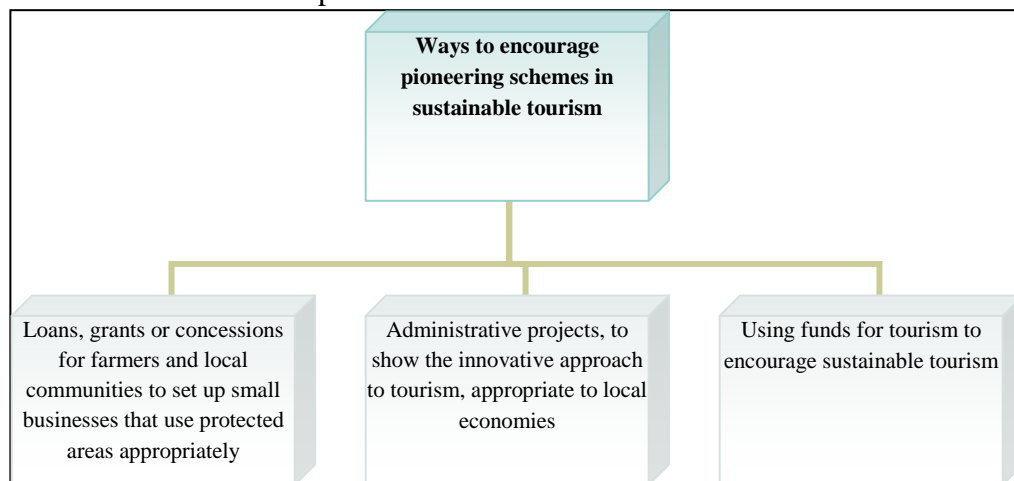 Ways to encourage
pioneering schemes in
sustainable tourism
Loans, grants or concessions
for farmers and local
communities to set up small
businesses that use protected
areas appropriately
Administrative projects, to
show the innovative approach
to tourism, appropriate to local
economies
Using funds for tourism to
encourage sustainable tourism